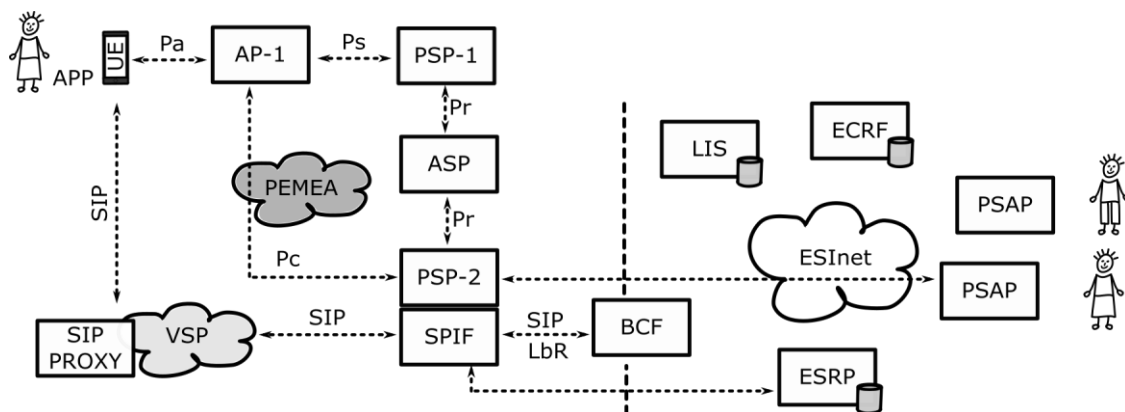 APP
UE
Pa
AP-1
Ps
PSP-1
Pr
ASP
PEMEA
Pr
SIP
Pc
PSP-2
SIP
PROXY
VSP
SIP
SPIF
SIP
LbR
BCF
LIS
ECRF
PSAP
ESInet
PSAP
ESRP